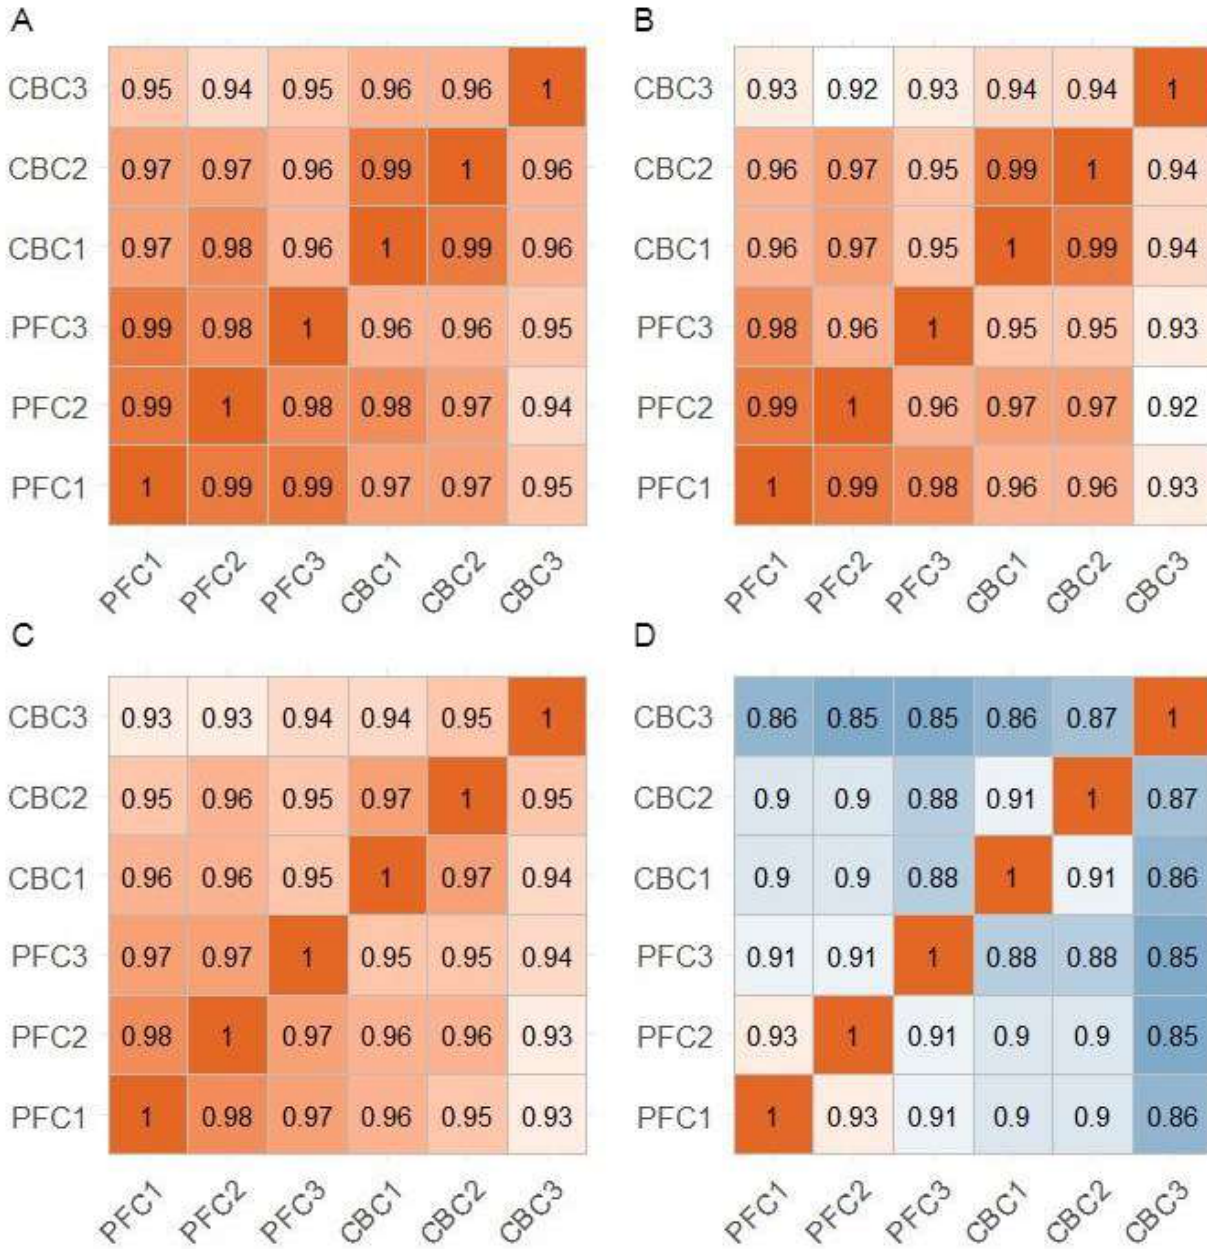 A
CBC3 0.95 0.94 0.95 0.96 0.96 1
CBC2 0.97 0.97 0.96 0.99 1 0.96
CBC1 0.97 0.98 0.96 1 0.99 0.96
PFC3 0.99 0.98 1 0.96 0.96 0.95
PFC2 0.99 1 0.98 0.98 0.97 0.94
PFC1 1 0.99 0.99 0.97 0.97 0.95
PFC1 PFC2 PFC3 CBC1 CBC2 CBC3
B
CBC3 0.93 0.92 0.93 0.94 0.94 1
CBC2 0.96 0.97 0.95 0.99 1 0.94
CBC1 0.96 0.97 0.95 1 0.99 0.94
PFC3 0.98 0.96 1 0.95 0.95 0.93
PFC2 0.99 1 0.96 0.97 0.97 0.92
PFC1 1 0.99 0.98 0.96 0.96 0.93
PFC1 PFC2 PFC3 CBC1 CBC2 CBC3
C
CBC3 0.93 0.93 0.94 0.94 0.95 1
CBC2 0.95 0.96 0.95 0.97 1 0.95
CBC1 0.96 0.96 0.95 1 0.97 0.94
PFC3 0.97 0.97 1 0.95 0.95 0.94
PFC2 0.98 1 0.97 0.96 0.96 0.93
PFC1 1 0.98 0.97 0.96 0.95 0.93
PFC1 PFC2 PFC3 CBC1 CBC2 CBC3
D
CBC3 0.86 0.85 0.85 0.86 0.87 1
CBC2 0.9 0.9 0.88 0.91 1 0.87
CBC1 0.9 0.9 0.88 1 0.91 0.86
PFC3 0.91 0.91 1 0.88 0.88 0.85
PFC2 0.93 1 0.91 0.9 0.9 0.85
PFC1 1 0.93 0.91 0.9 0.9 0.86
PFC1 PFC2 PFC3 CBC1 CBC2 CBC3